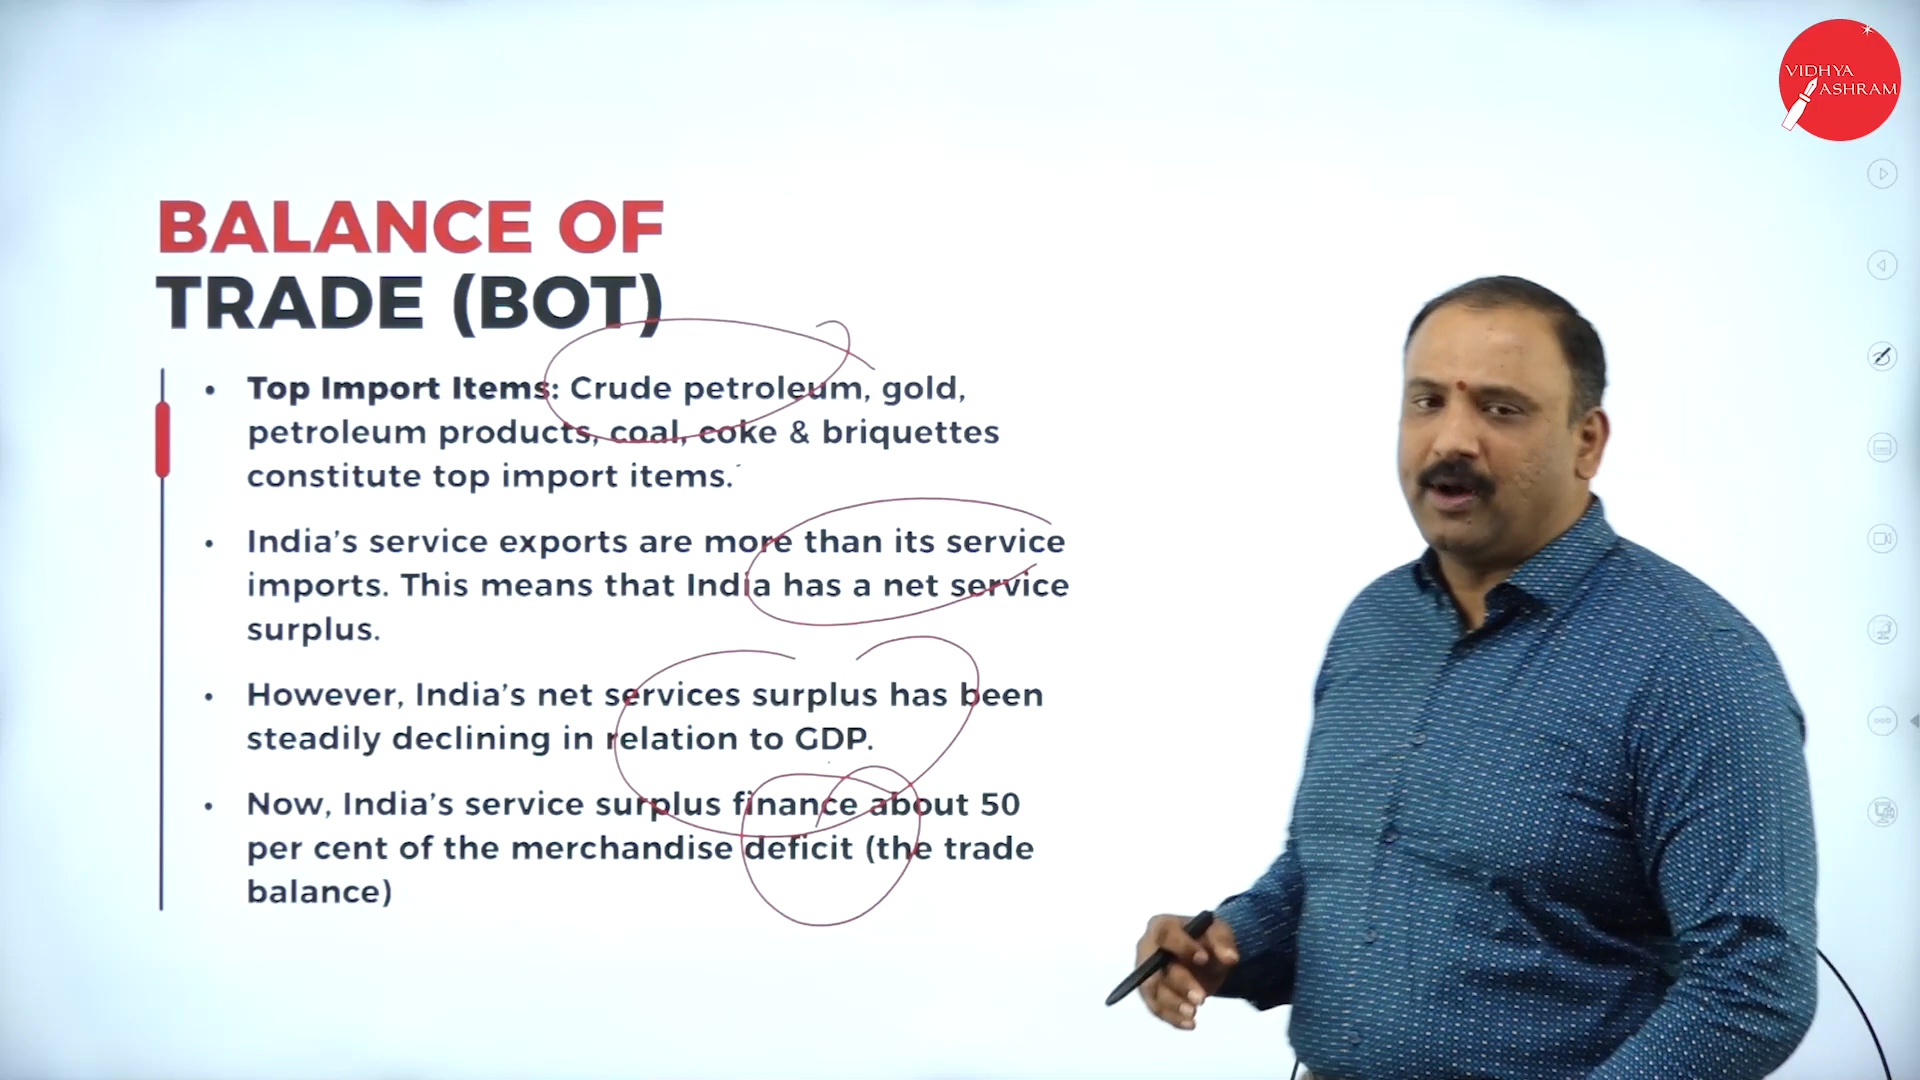 VIDHYA
ASHRAM
BALANCE OF
TRADE (BOT)
• Top Import Items: Crude petroleum, gold,
petroleum products, coal, coke & briquettes
constitute top import items.
• India's service exports are more than its service
imports. This means that India has a net service
surplus.
• However, India's net services surplus has been
steadily declining in relation to GDP.
• Now, India's service surplus finance about 50
per cent of the merchandise deficit (the trade
balance)